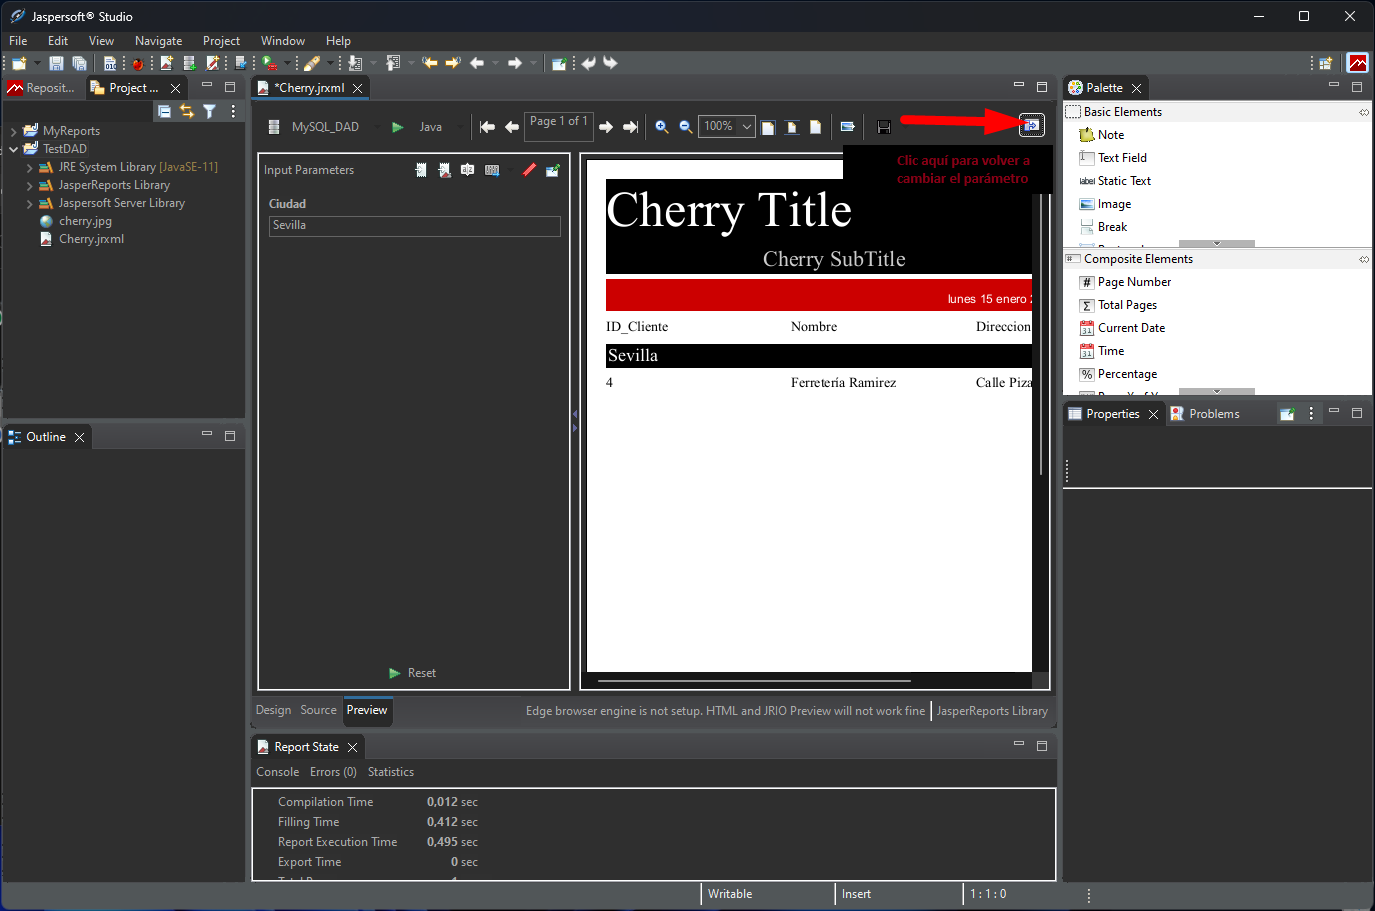 Jaspersoft® Studio
File Edit View Navigate Project Window Help
Reposit... Project ...
MyReports
TestDAD
JRE System Library [JavaSE-11]
JasperReports Library
Jaspersoft Server Library
cherry.jpg
Cherry.jrxml
Outline
*Cherry.jrxml
MySQL_DAD Java Page 1 of 1 100%
Clic aquí para volver a
cambiar el parámetro
Input Parameters
Ciudad
Sevilla
Reset
Cherry Title
Cherry SubTitle
lunes 15 enero
ID_Cliente Nombre Direccion
Sevilla
4 Ferretería Ramirez Calle Piza
Design Source Preview
Edge browser engine is not setup. HTML and JRIO Preview will not work fine JasperReports Library
Report State
Console Errors (0) Statistics
Compilation Time 0,012 sec
Filling Time 0,412 sec
Report Execution Time 0,495 sec
Export Time 0 sec
Palette
Basic Elements
Note
Text Field
label Static Text
Image
Break
Composite Elements
# Page Number
Σ Total Pages
31 Current Date
31 Time
% Percentage
Properties Problems
Writable Insert 1 : 1 : 0